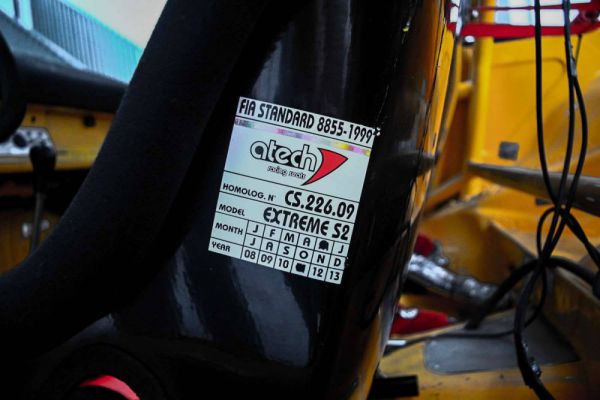 FIA STANDARD 8855-1999
atech
racing seats
HOMOLOG. N° CS.226.09
MODEL EXTREME S2
MONTH J F M A J
J A S O N D
YEAR 08 09 10 12 13